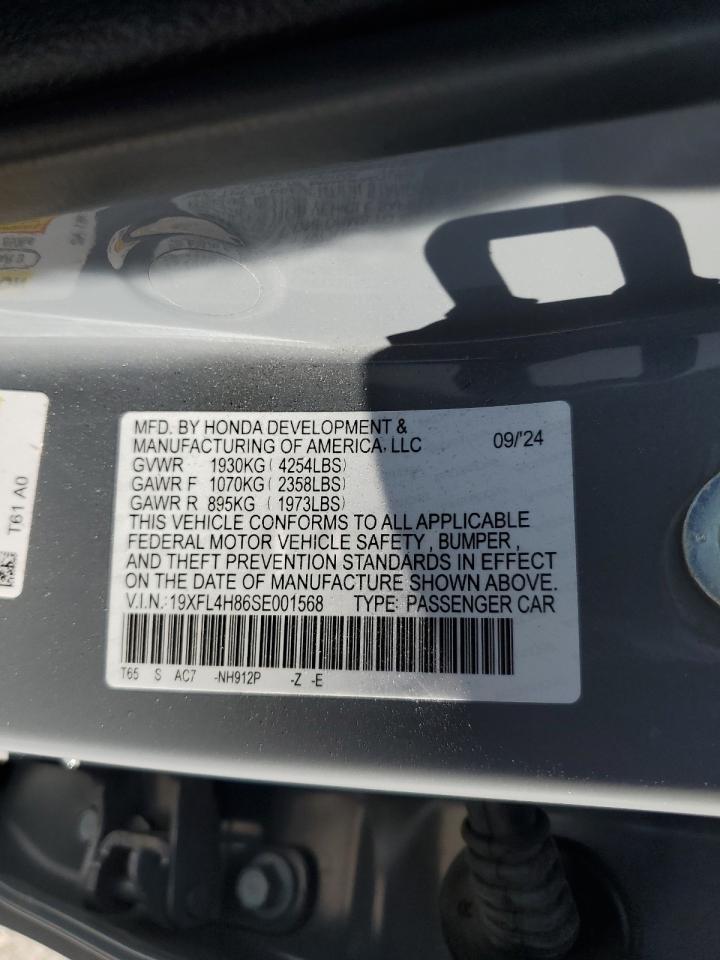 MFD. BY HONDA DEVELOPMENT &
MANUFACTURING OF AMERICA, LLC 09/'24
GVWR 1930KG (4254LBS)
GAWR F 1070KG (2358LBS)
GAWR R 895KG (1973LBS)
THIS VEHICLE CONFORMS TO ALL APPLICABLE
FEDERAL MOTOR VEHICLE SAFETY, BUMPER,
AND THEFT PREVENTION STANDARDS IN EFFECT
ON THE DATE OF MANUFACTURE SHOWN ABOVE.
V.I.N.:19XFL4H86SE001568 TYPE: PASSENGER CAR
T65 S AC7 -NH912P -Z -E
T61 A0